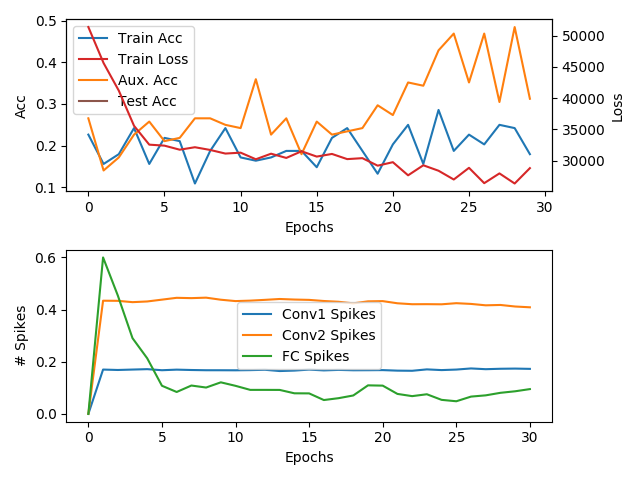 0.5
0.4
0.3
0.2
0.1
Acc
Train Acc
Train Loss
Aux. Acc
Test Acc
50000
45000
40000
35000
30000
Loss
0 5 10 15 20 25 30
Epochs
0.6
0.4
0.2
0.0
# Spikes
Conv1 Spikes
Conv2 Spikes
FC Spikes
0 5 10 15 20 25 30
Epochs